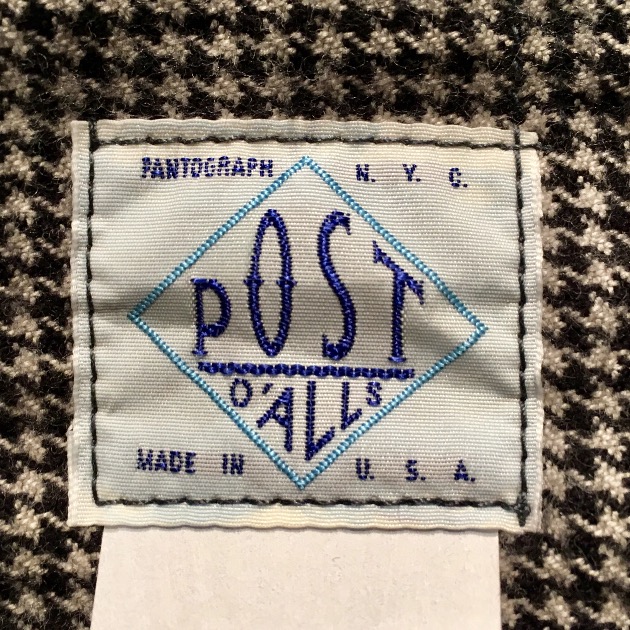 PANTOGRAPH N. Y. C.
POST
O'ALLS
MADE IN U. S. A.